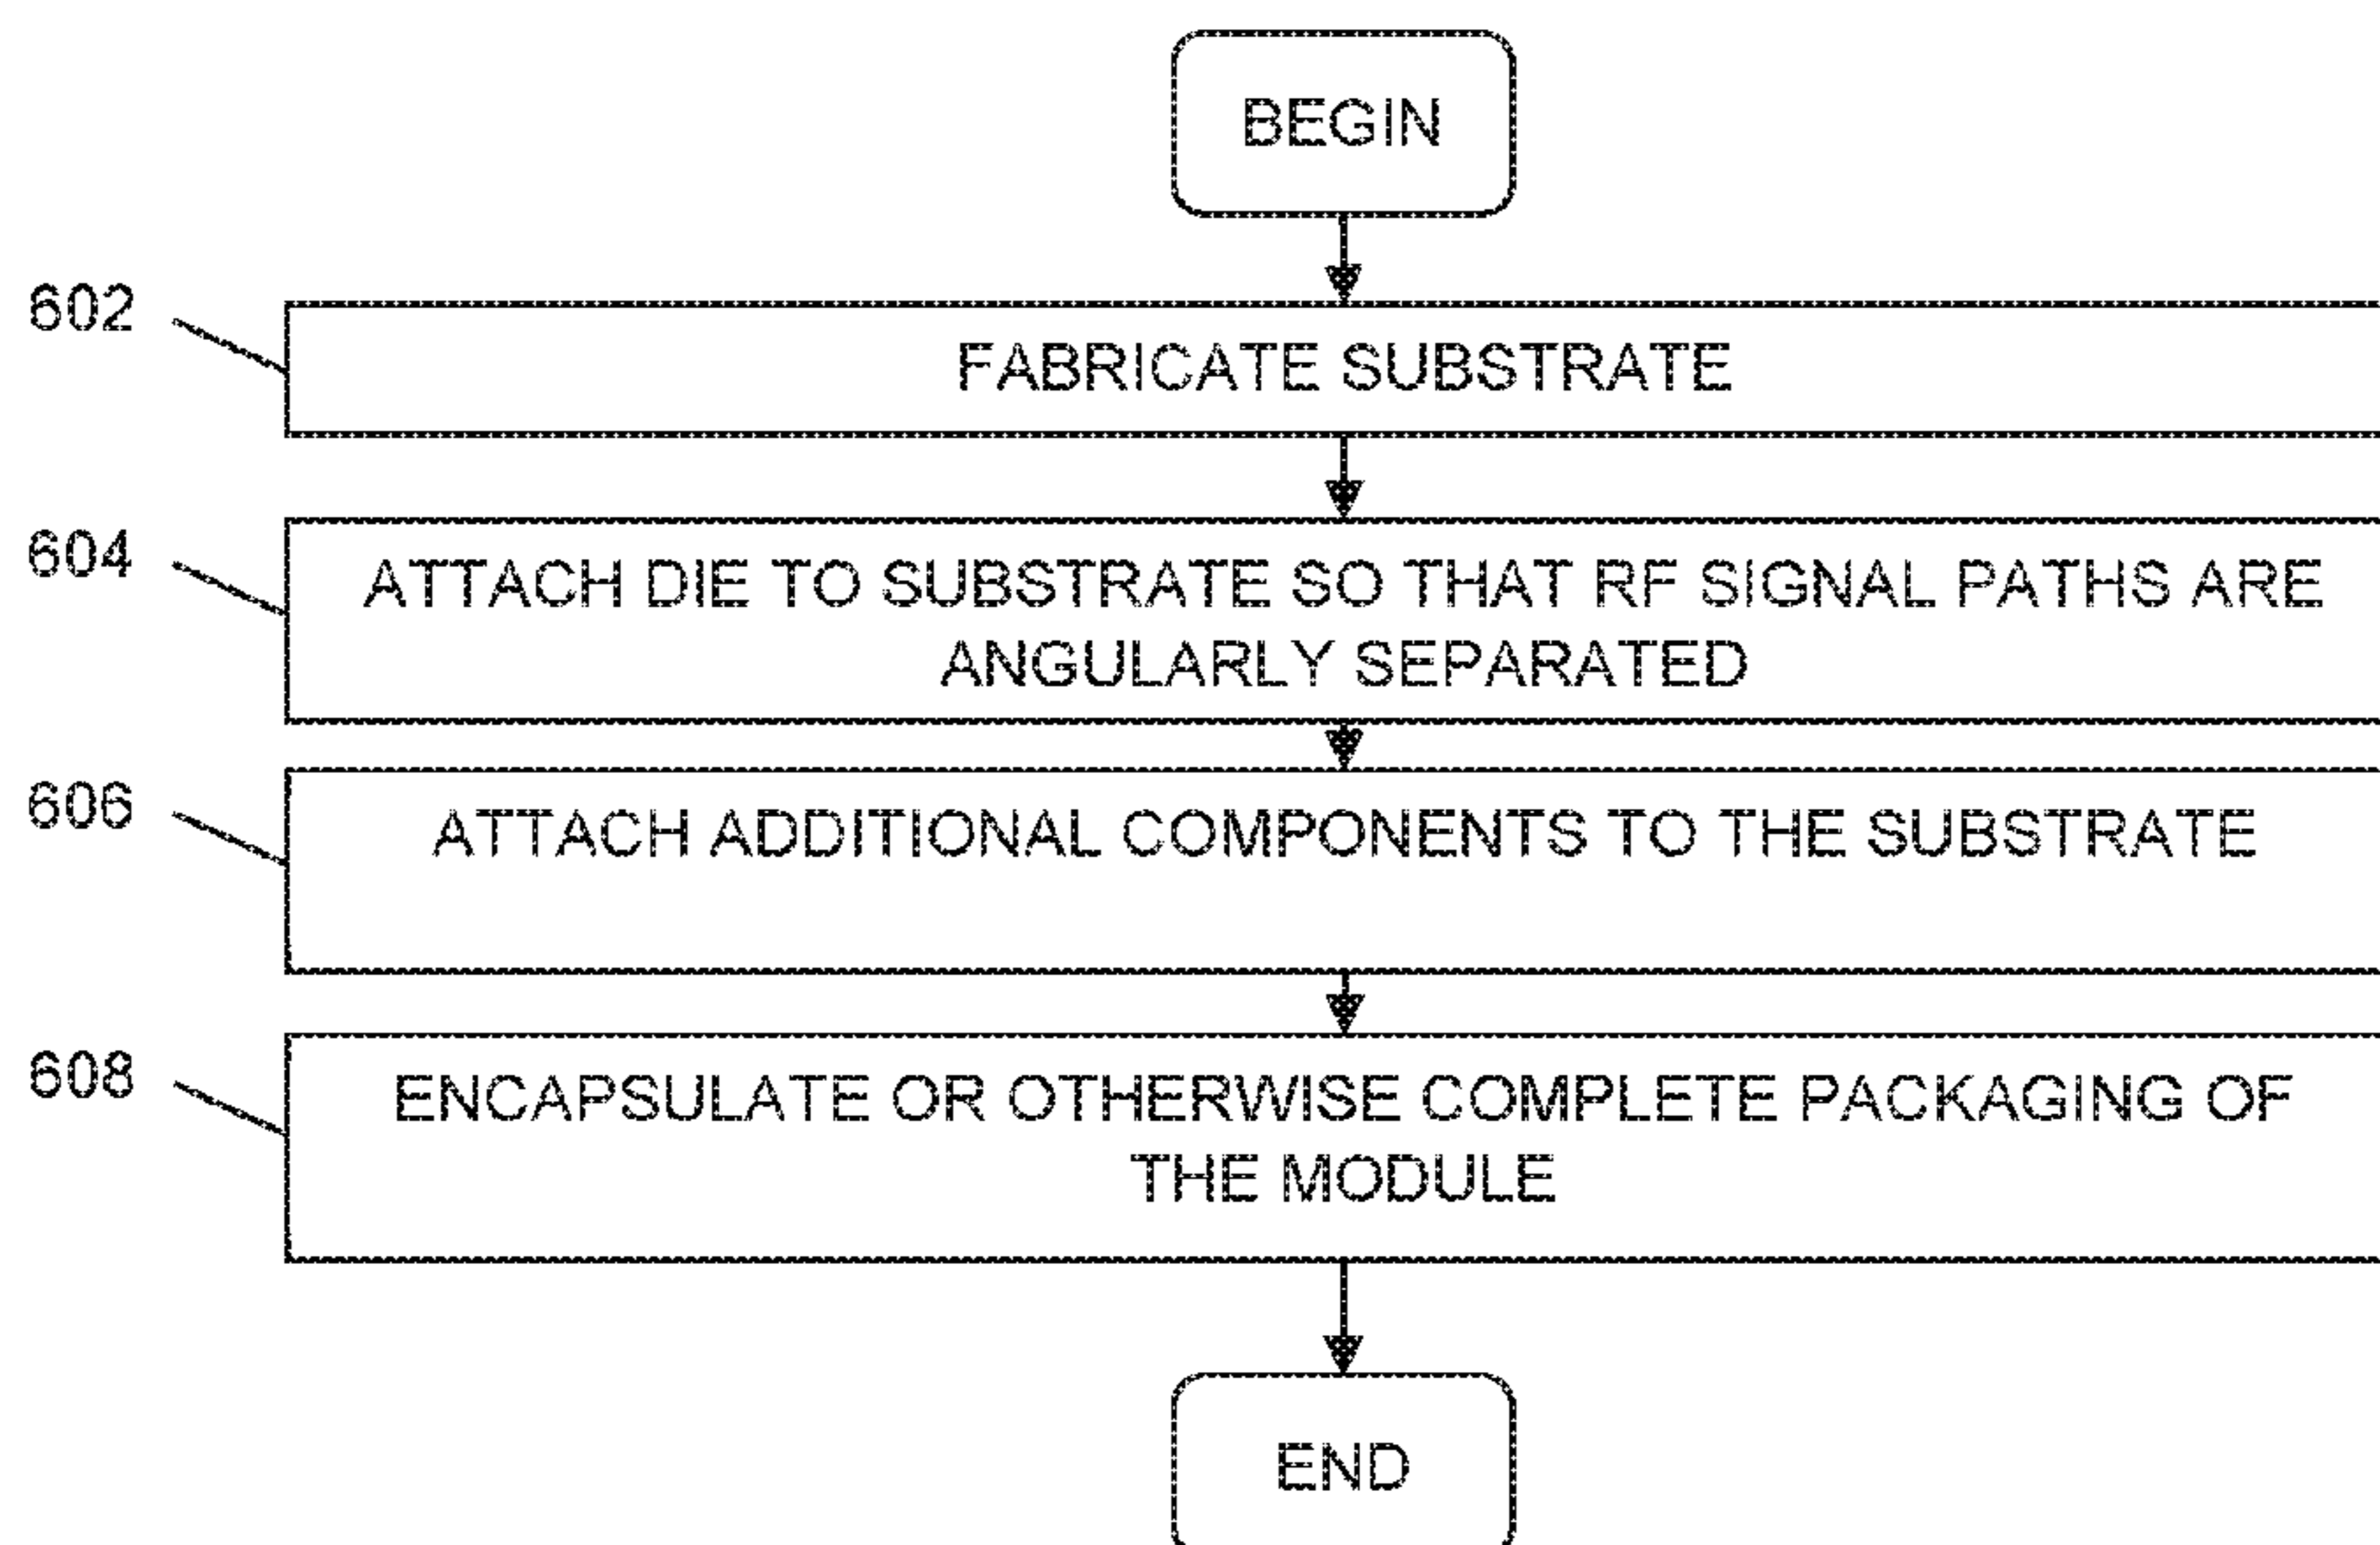 BEGIN
602
FABRICATE SUBSTRATE
604
ATTACH DIE TO SUBSTRATE SO THAT RF SIGNAL PATHS ARE
ANGULARLY SEPARATED
606
ATTACH ADDITIONAL COMPONENTS TO THE SUBSTRATE
608
ENCAPSULATE OR OTHERWISE COMPLETE PACKAGING OF
THE MODULE
END